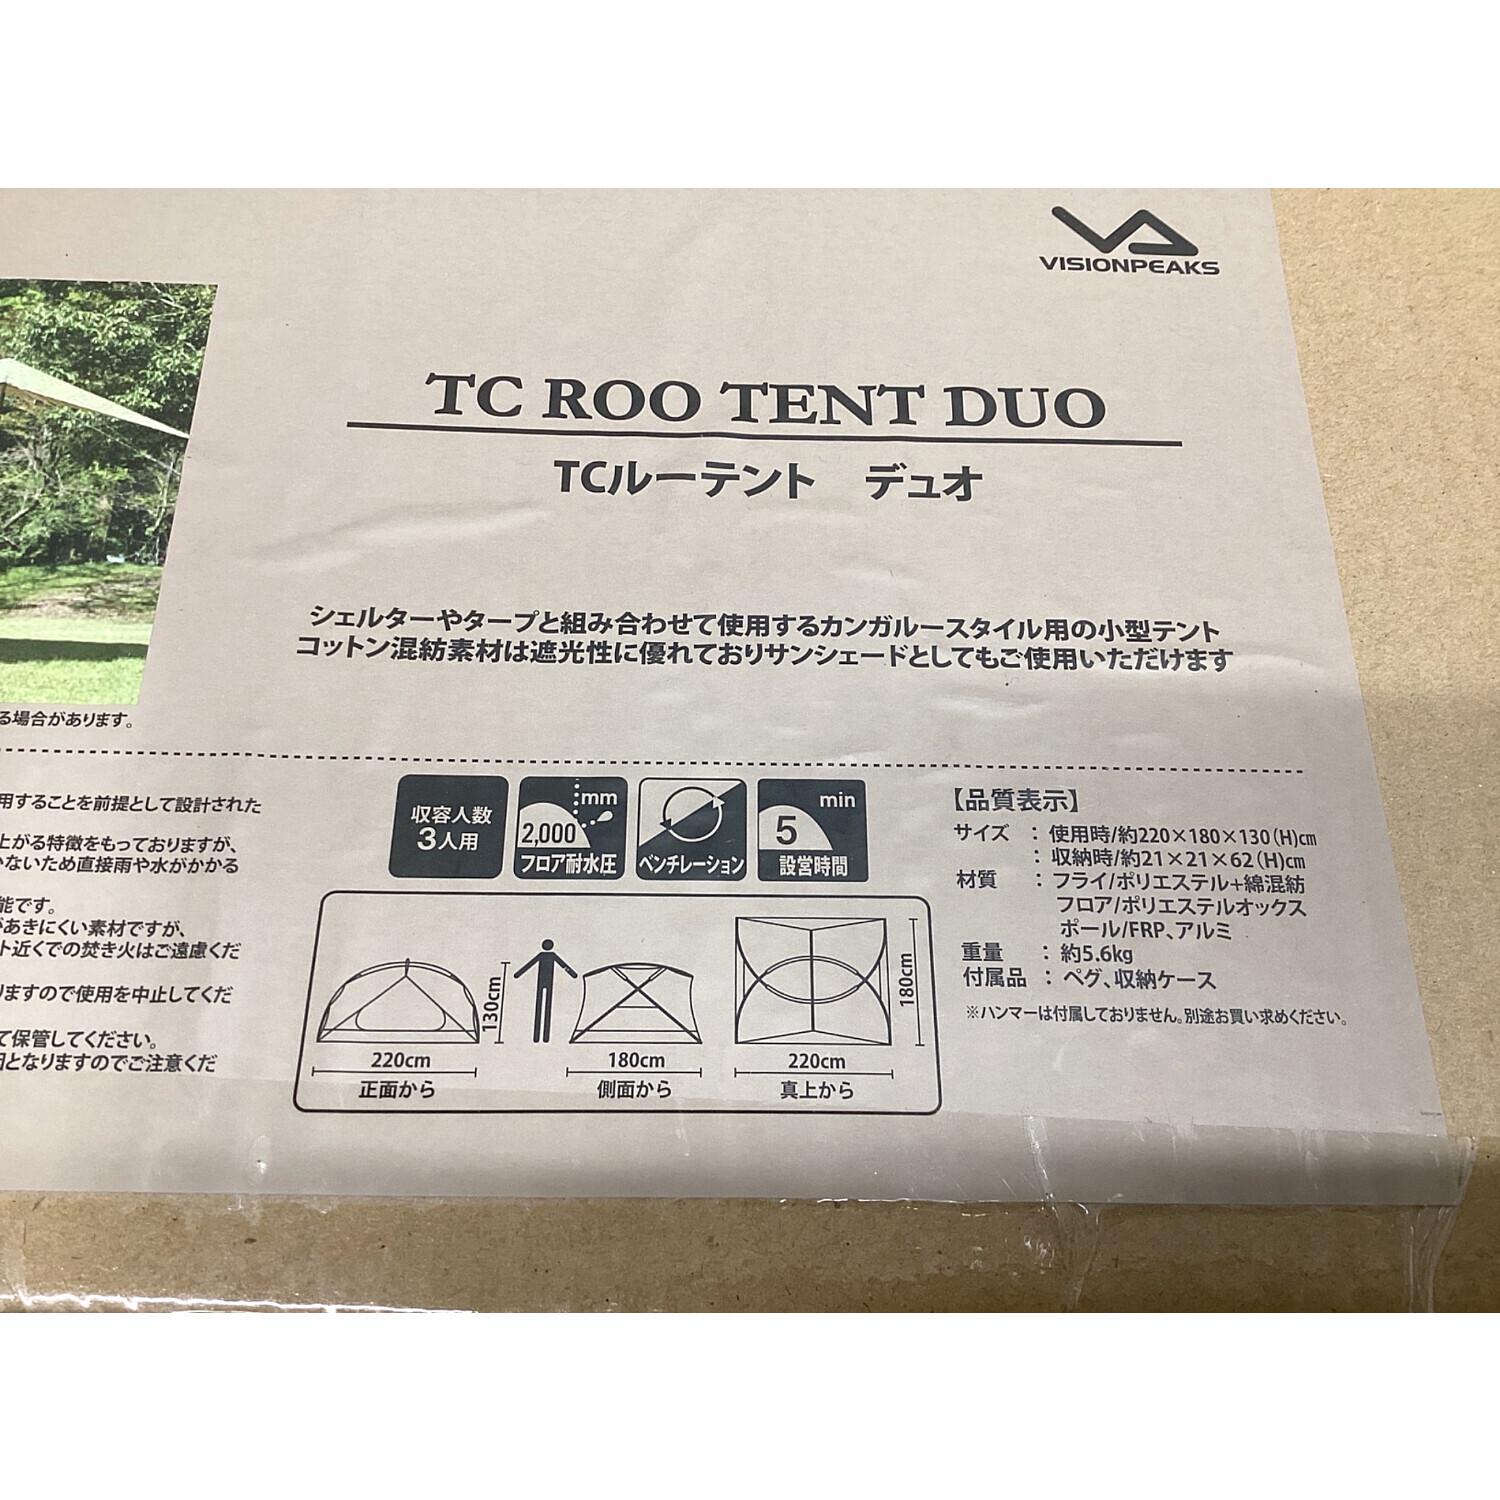 VISIONPEAKS
TC ROO TENT DUO
TCルーテント　デュオ
シェルターやタープと組み合わせて使用するカンガルースタイル用の小型テント
コットン混紡素材は遮光性に優れておりサンシェードとしてもご使用いただけます
る場合があります。
用することを前提として設計された
上がる特徴をもっておりますが、
いないため直接雨や水がかかる
能です。
があきにくい素材ですが、
ト近くでの焚き火はご遠慮くだ
りますので使用を中止してくだ
て保管してください。
因となりますのでご注意くだ
収容人数
3人用
mm
2,000
フロア耐水圧
ベンチレーション
min
5
設営時間
130cm
220cm
正面から
180cm
側面から
180cm
220cm
真上から
【品質表示】
サイズ ： 使用時/約220×180×130(H)㎝
： 収納時/約21×21×62(H)㎝
材質 ： フライ/ポリエステル+綿混紡
フロア/ポリエステルオックス
ポール/FRP、アルミ
重量 ： 約5.6kg
付属品 ： ペグ、収納ケース
※ハンマーは付属しておりません。別途お買い求めください。